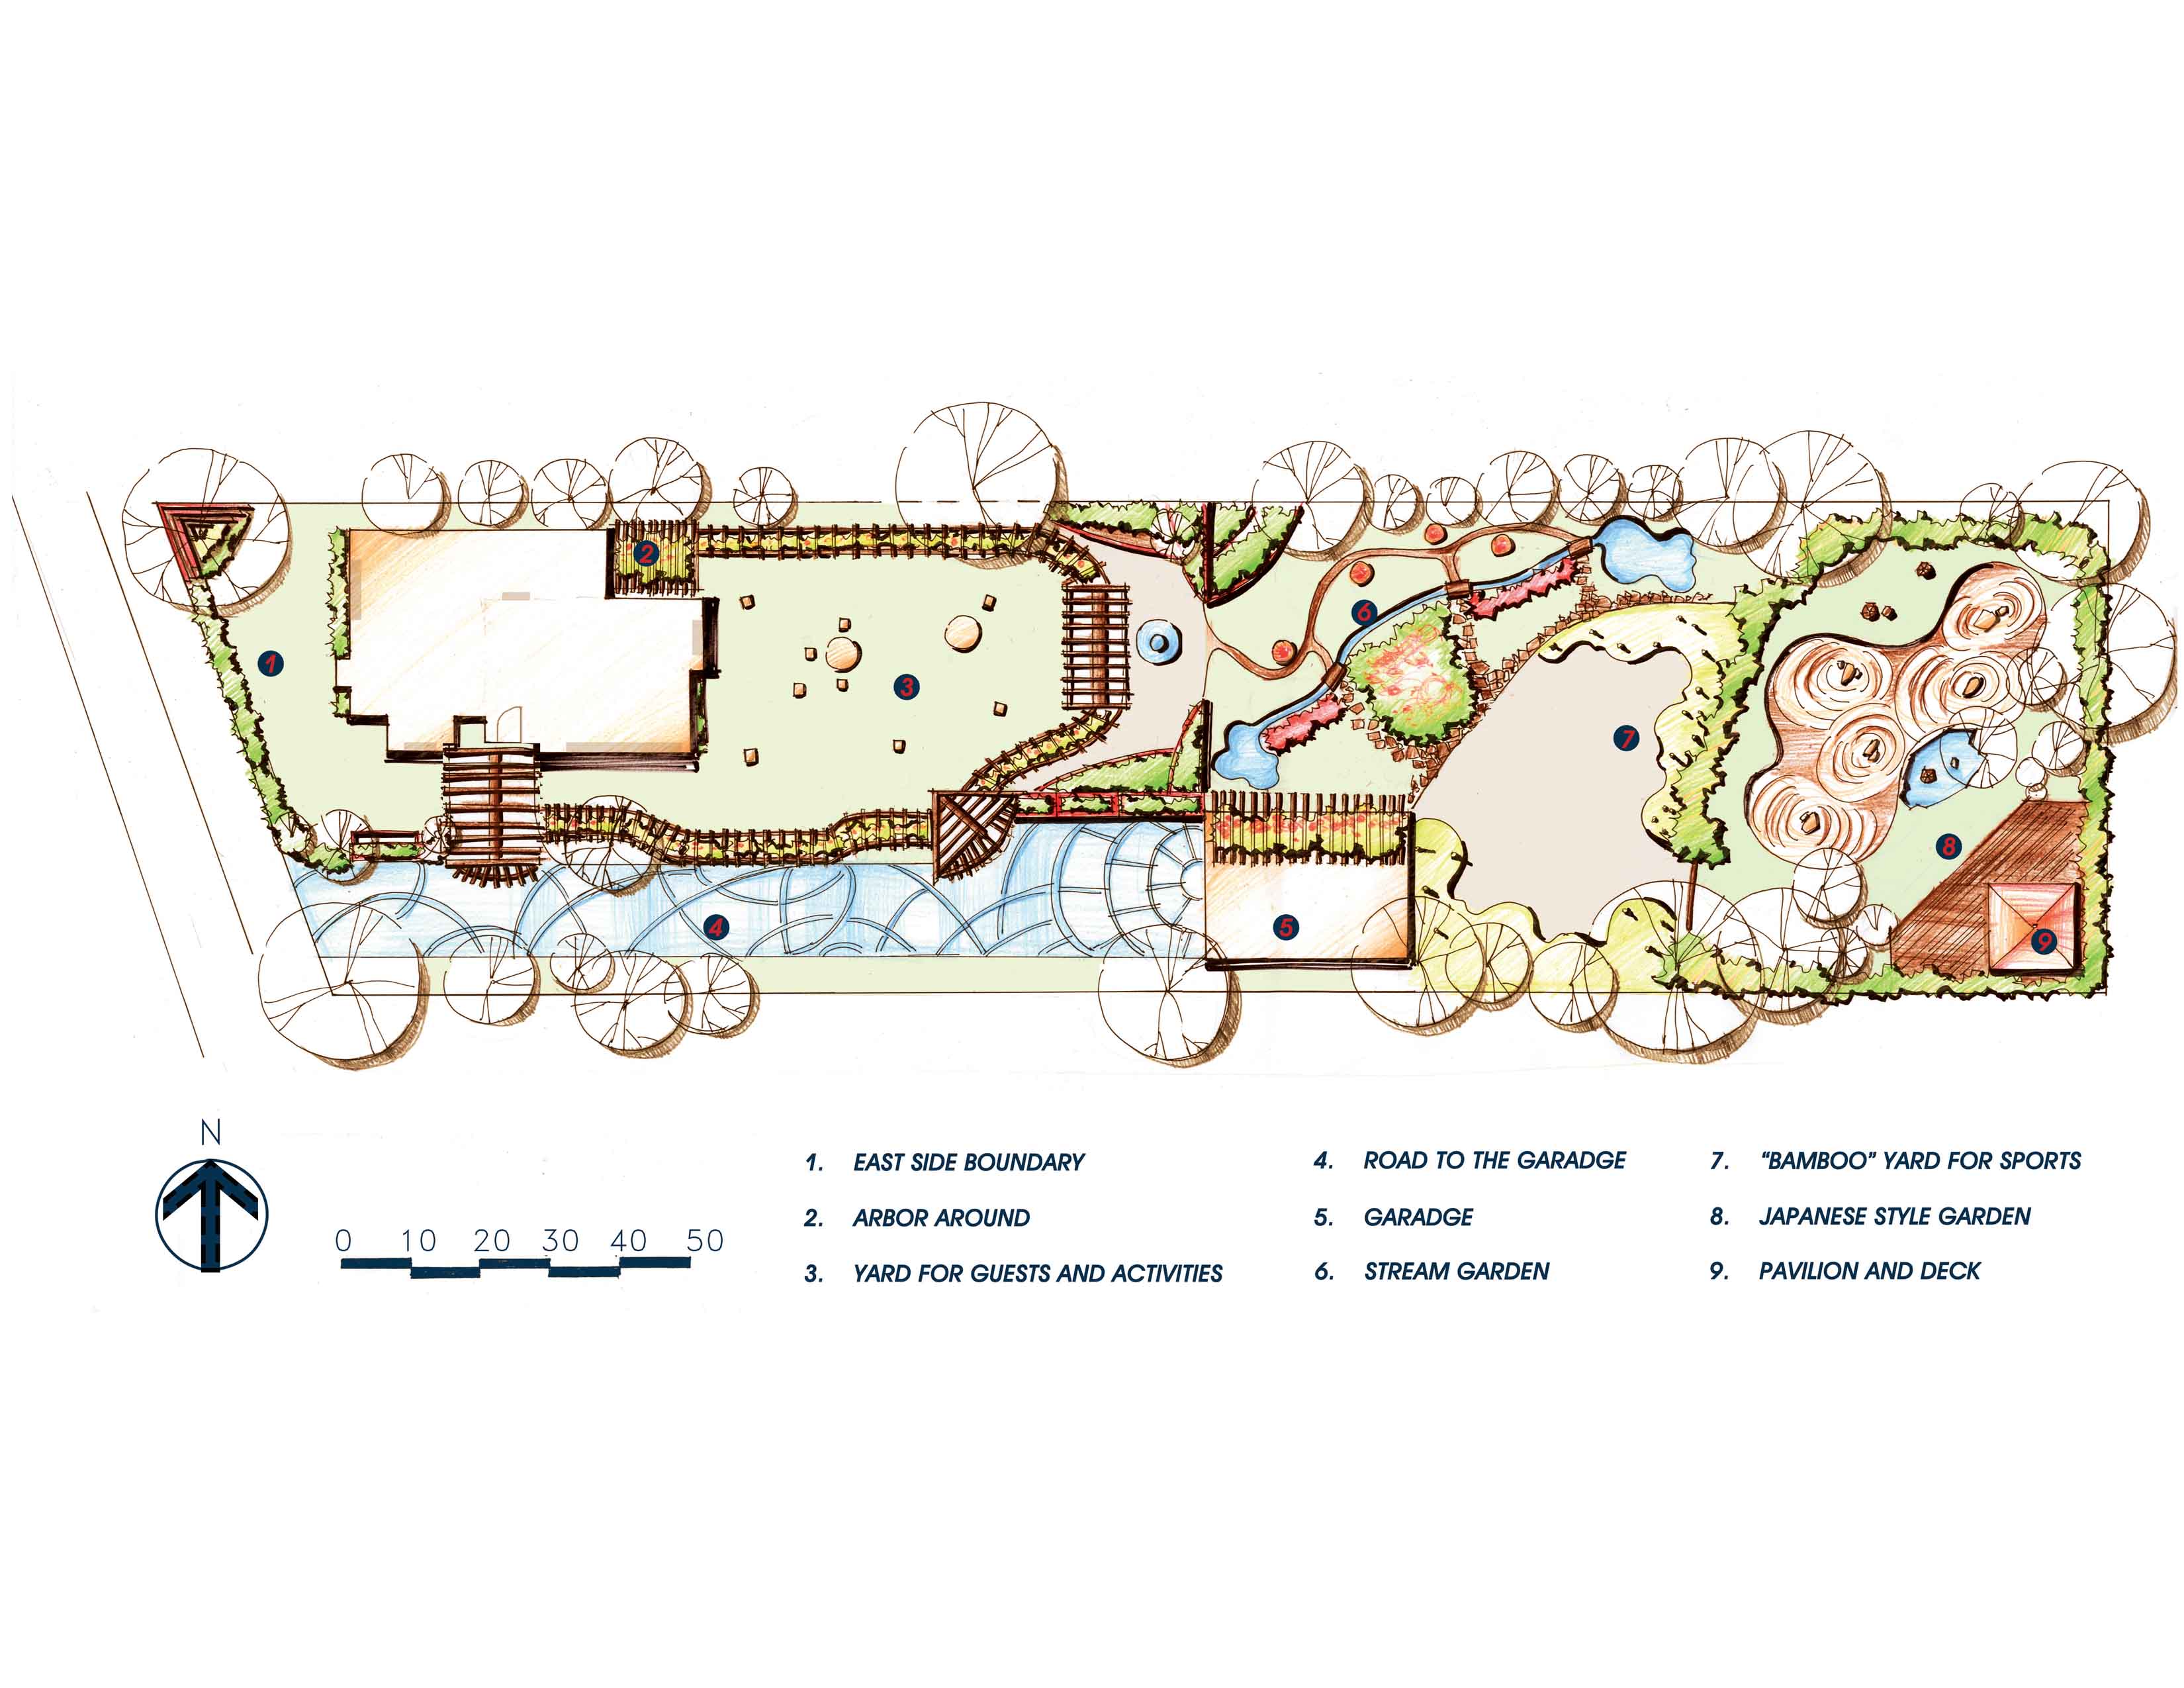 1
2
3
4
5
6
7
8
9
N
0 10 20 30 40 50
1. EAST SIDE BOUNDARY
2. ARBOR AROUND
3. YARD FOR GUESTS AND ACTIVITIES
4. ROAD TO THE GARADGE
5. GARADGE
6. STREAM GARDEN
7. “BAMBOO” YARD FOR SPORTS
8. JAPANESE STYLE GARDEN
9. PAVILION AND DECK